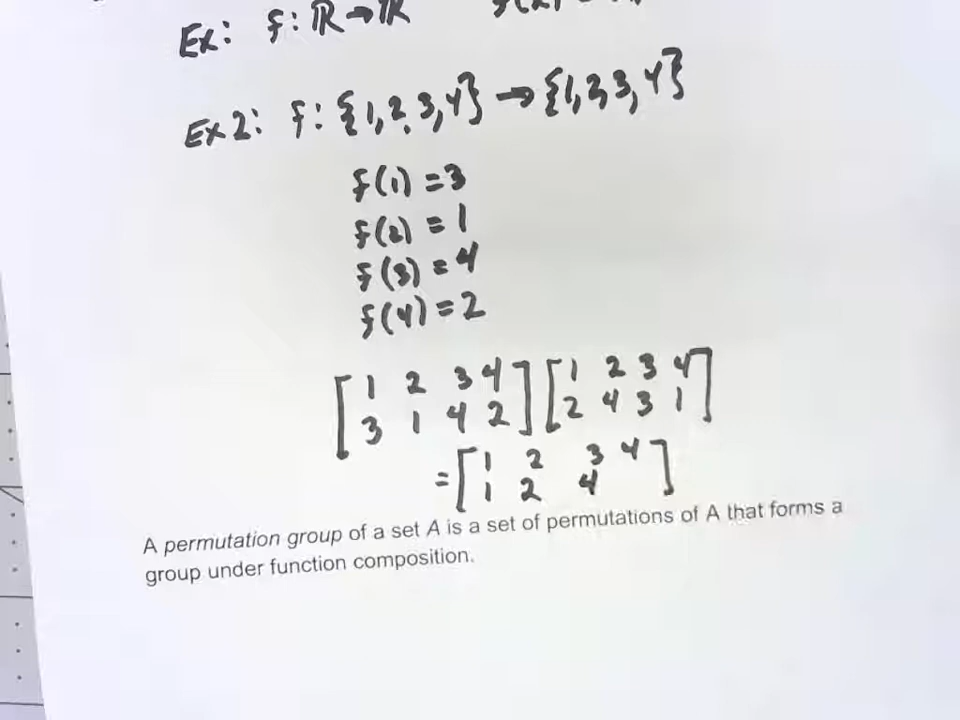 Ex: f: ℝ→ℝ
Ex 2: f: {1,2,3,4} → {1,2,3,4}
f(1) = 3
f(2) = 1
f(3) = 4
f(4) = 2
[1 2 3 4] [1 2 3 4]
[3 1 4 2] [2 4 3 1]
= [1 2 3 4]
[1 2 4 ]
A permutation group of a set A is a set of permutations of A that forms a
group under function composition.